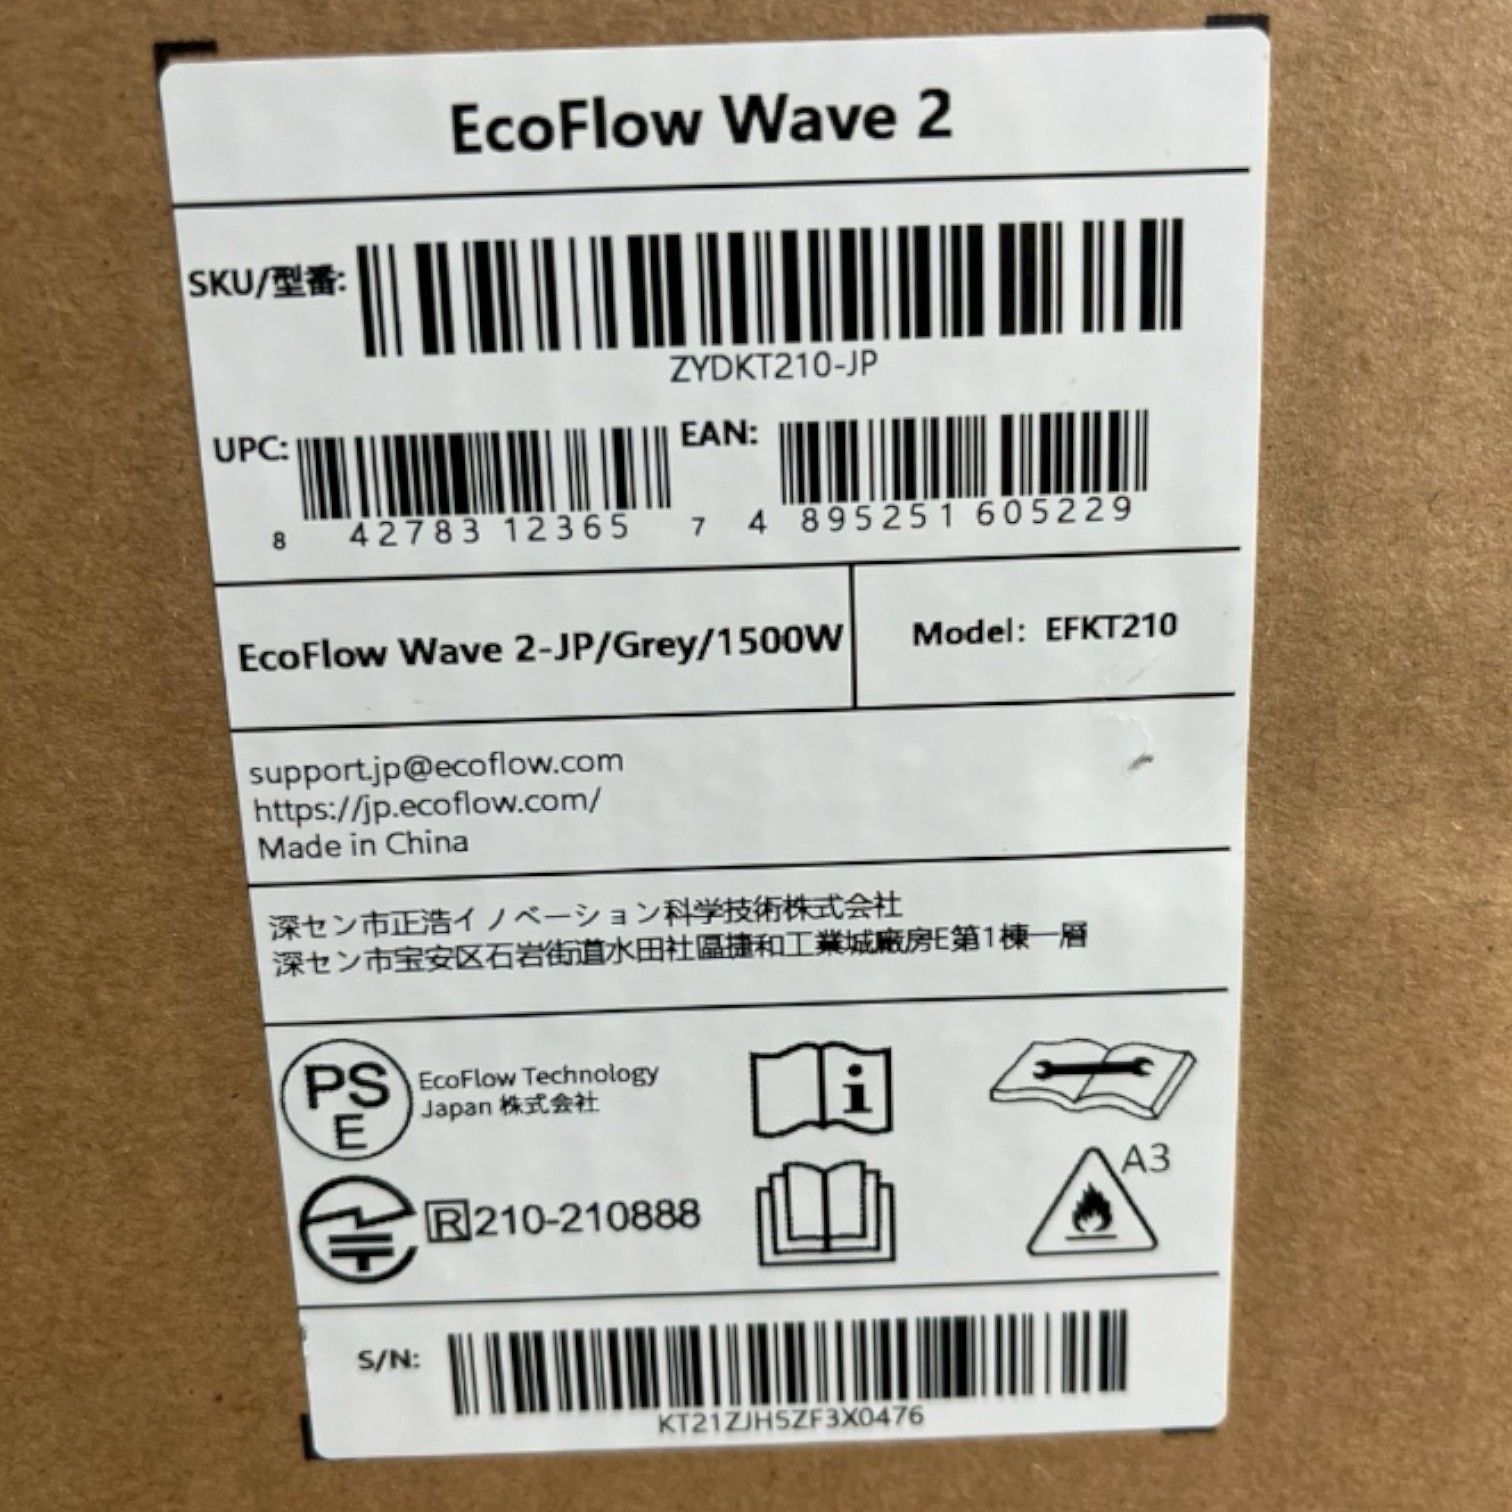 EcoFlow Wave 2
SKU/型番:
ZYDKT210-JP
UPC: EAN:
8 42783 12365 7 4 895251 605229
EcoFlow Wave 2-JP/Grey/1500W Model: EFKT210
support.jp@ecoflow.com
https://jp.ecoflow.com/
Made in China
深セン市正浩イノベーション科学技術株式会社
深セン市宝安区石岩街道水田社區捷和工業城廠房E第1棟一層
PS
E
EcoFlow Technology
Japan 株式会社
A3
R 210-210888
S/N:
KT21ZJH5ZF3X0476